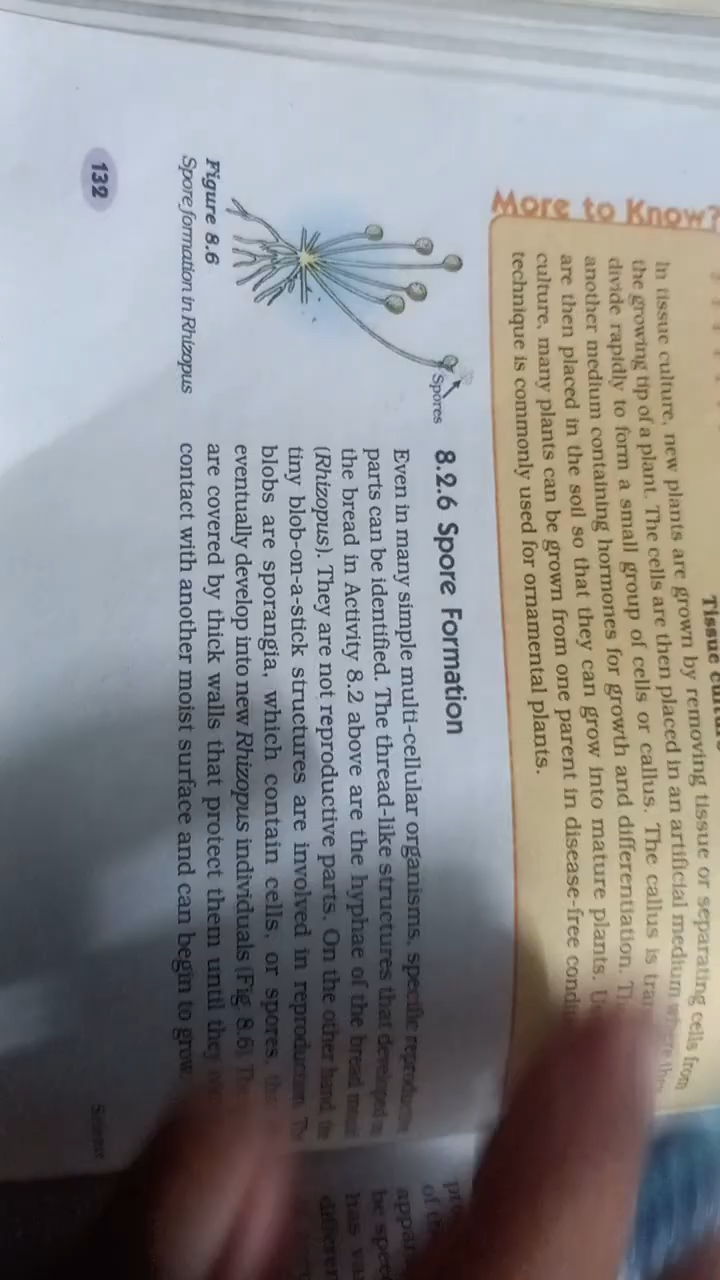 Tissue
More to Know?
In tissue culture, new plants are grown by removing tissue or separating cells from
the growing tip of a plant. The cells are then placed in an artificial medium where they
divide rapidly to form a small group of cells or callus. The callus is
another medium containing hormones for growth and differentiation.
are then placed in the soil so that they can grow into mature plants.
culture, many plants can be grown from one parent in disease-free
technique is commonly used for ornamental plants.
8.2.6 Spore Formation
Even in many simple multi-cellular organisms, specific
parts can be identified. The thread-like structures that developed
the bread in Activity 8.2 above are the hyphae of the bread
(Rhizopus). They are not reproductive parts. On the other hand, the
tiny blob-on-a-stick structures are involved in reproduction. The
blobs are sporangia, which contain cells, or spores,
eventually develop into new Rhizopus individuals (Fig 8.6).
are covered by thick walls that protect them until they
contact with another moist surface and can begin to grow.
Spores
Figure 8.6
Spore formation in Rhizopus
132
Science